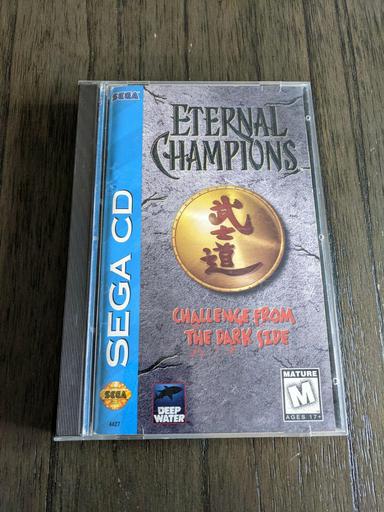 SEGA
ETERNAL
CHAMPIONS
武
士
道
CHALLENGE FROM
THE DARK SIDE
SEGA CD
SEGA
4427
DEEP
WATER
MATURE
M
AGES 17+